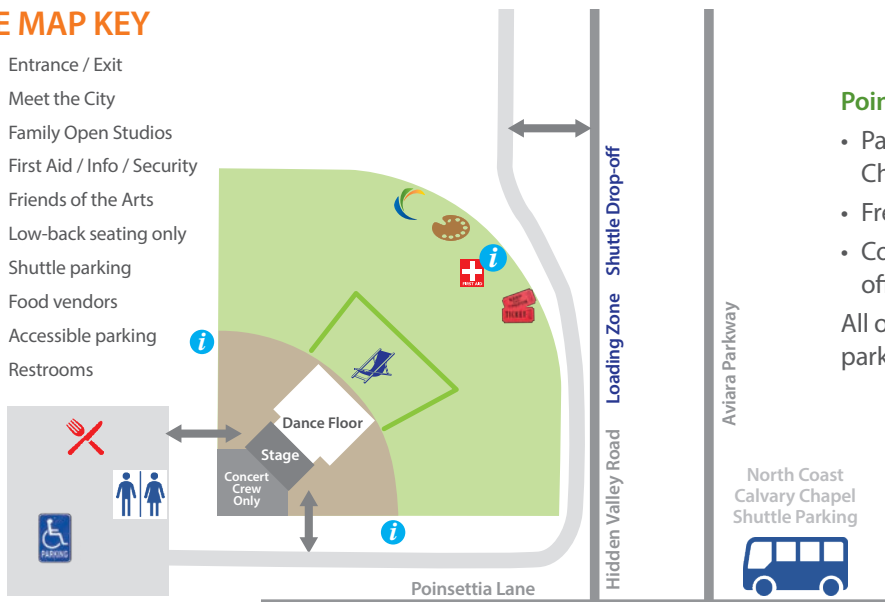 E MAP KEY
Entrance / Exit
Meet the City
Family Open Studios
First Aid / Info / Security
Friends of the Arts
Low-back seating only
Shuttle parking
Food vendors
Accessible parking
Restrooms
PARKING
Dance Floor
Stage
Concert
Crew
Only
FIRST AID
TICKET
Loading Zone Shuttle Drop-off
Hidden Valley Road
Aviara Parkway
Poinsettia Lane
North Coast
Calvary Chapel
Shuttle Parking
Poin
• Pa
Ch
• Fre
• Co
of
All o
park